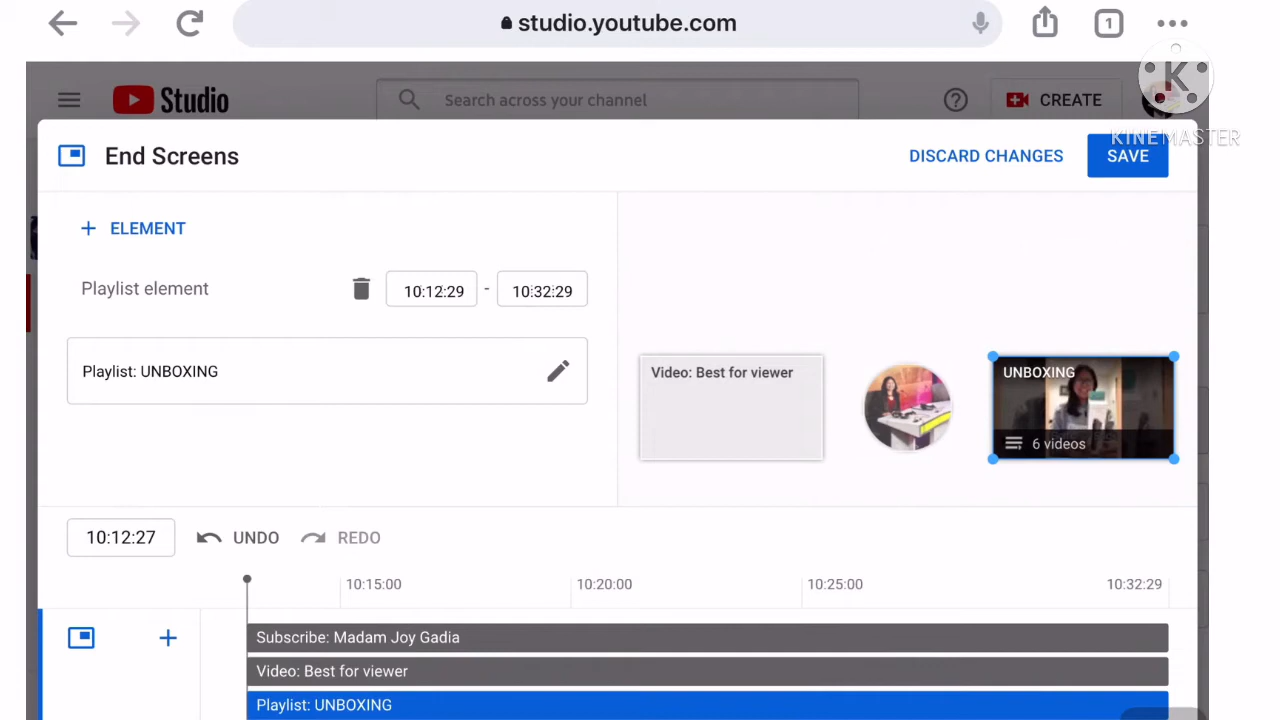 studio.youtube.com
1
Studio
Search across your channel
CREATE
K
KINEMASTER
End Screens
DISCARD CHANGES
SAVE
+ ELEMENT
Playlist element
10:12:29 - 10:32:29
Playlist: UNBOXING
Video: Best for viewer
UNBOXING
6 videos
10:12:27
UNDO
REDO
10:15:00
10:20:00
10:25:00
10:32:29
Subscribe: Madam Joy Gadia
Video: Best for viewer
Playlist: UNBOXING